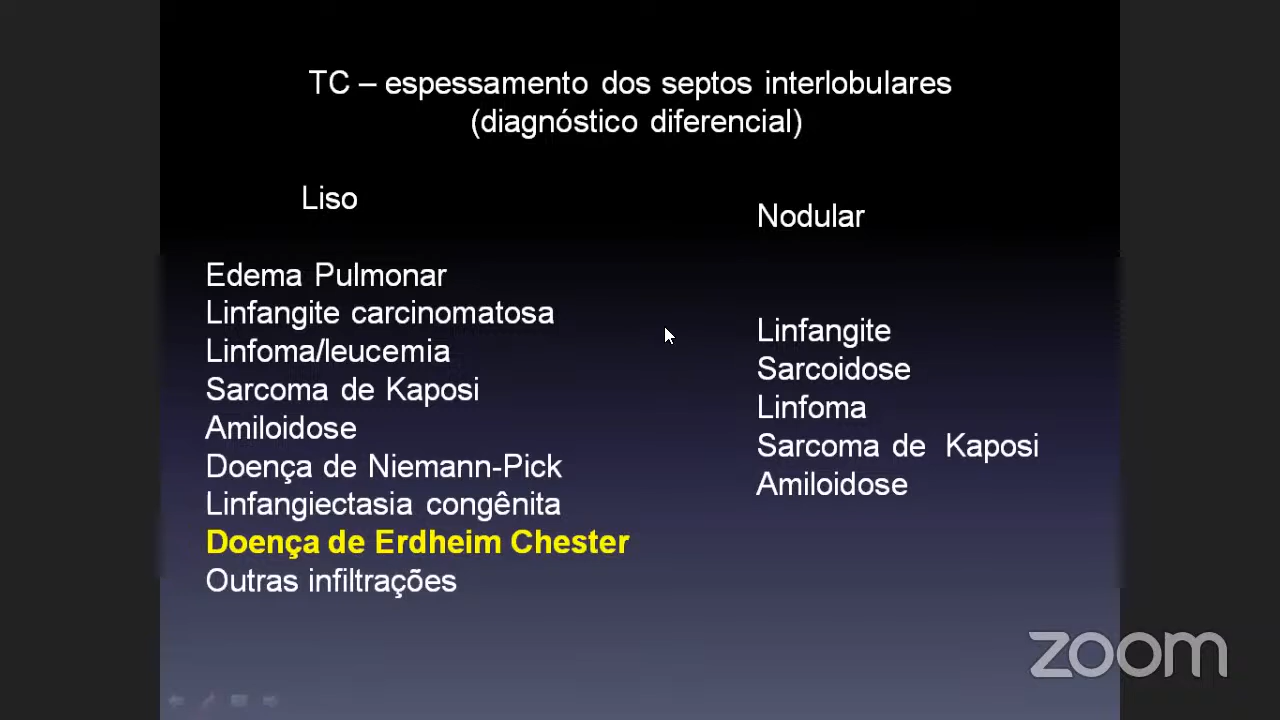 TC – espessamento dos septos interlobulares
(diagnóstico diferencial)
Liso
Edema Pulmonar
Linfangite carcinomatosa
Linfoma/leucemia
Sarcoma de Kaposi
Amiloidose
Doença de Niemann-Pick
Linfangiectasia congênita
Doença de Erdheim Chester
Outras infiltrações
Nodular
Linfangite
Sarcoidose
Linfoma
Sarcoma de Kaposi
Amiloidose
zoom